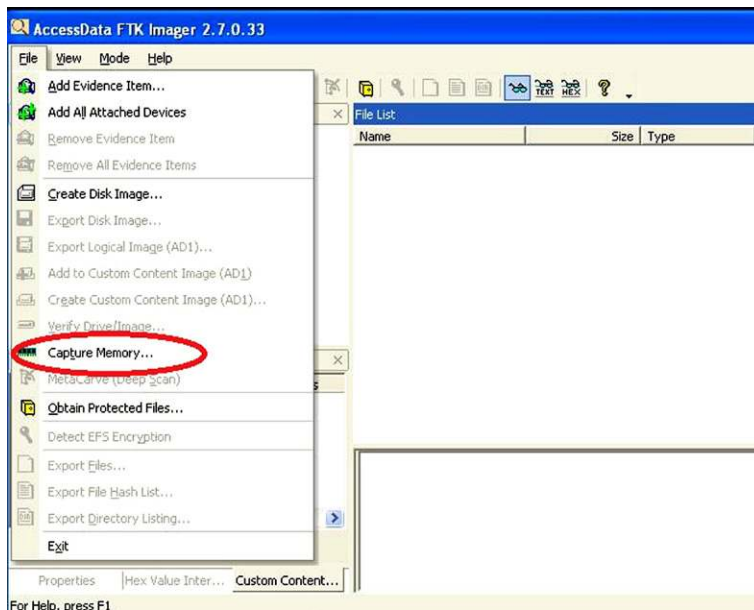 AccessData FTK Imager 2.7.0.33
File View Mode Help
Add Evidence Item...
Add All Attached Devices
Remove Evidence Item
Remove All Evidence Items
Create Disk Image...
Export Disk Image...
Export Logical Image (AD1)...
Add to Custom Content Image (AD1)
Create Custom Content Image (AD1)...
Verify Drive/Image...
Capture Memory...
MetaCarve (Deep Scan)
Obtain Protected Files...
Detect EFS Encryption
Export Files...
Export File Hash List...
Export Directory Listing...
Exit
TEXT HEX
File List
Name Size Type
s
Properties Hex Value Inter... Custom Content...
For Help, press F1